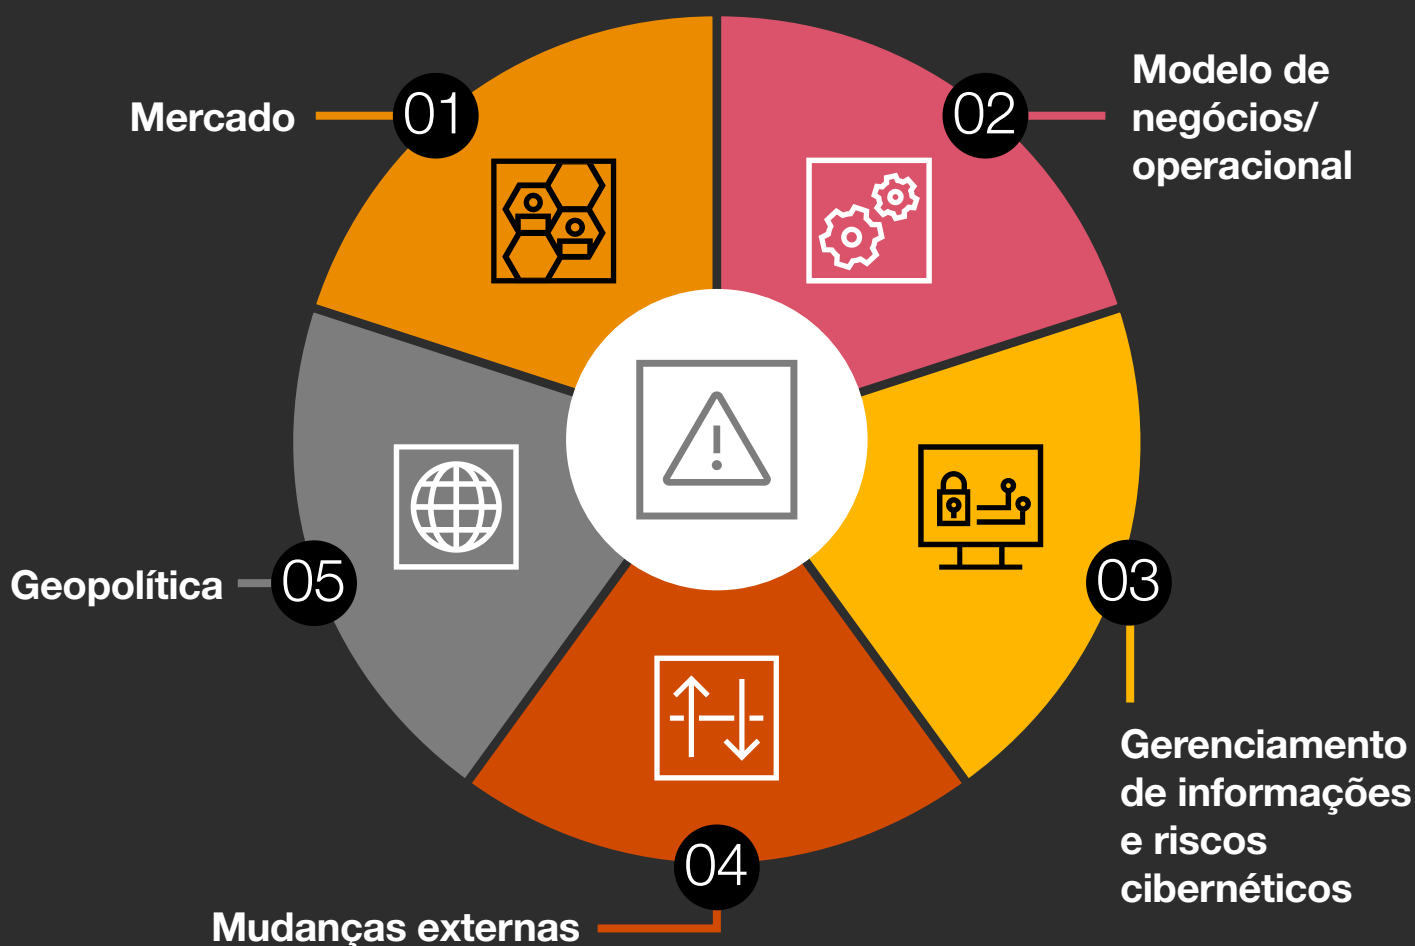 01
Mercado
02
Modelo de
negócios/
operacional
03
Gerenciamento
de informações
e riscos
cibernéticos
04
Mudanças externas
05
Geopolítica